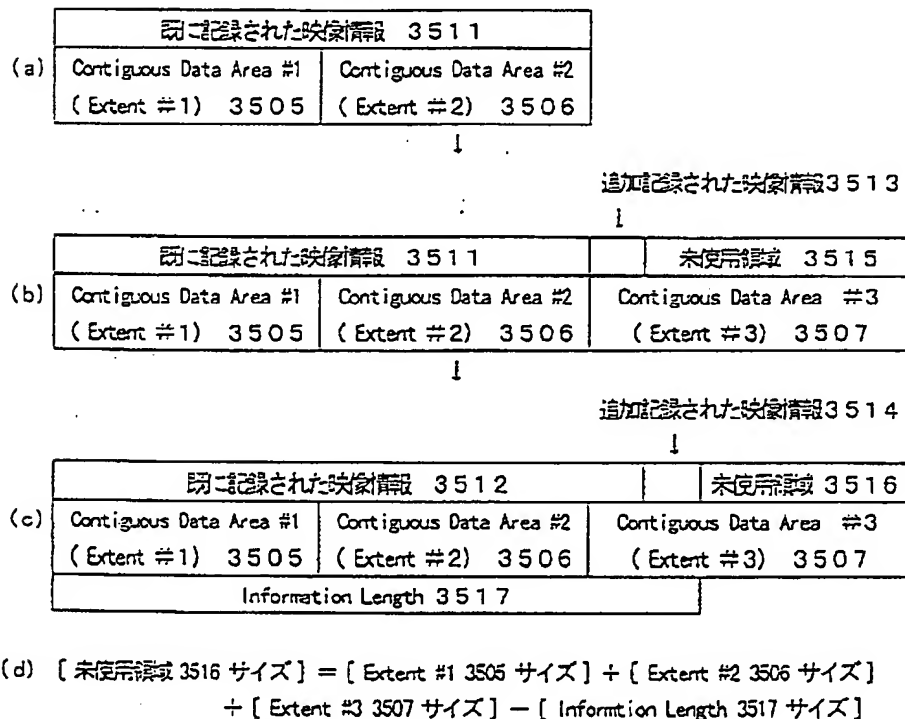 既に記録された映像情報 3511
(a) Contiguous Data Area #1 Contiguous Data Area #2
(Extent #1) 3505 (Extent #2) 3506
↓
追加記録された映像情報3513
↓
既に記録された映像情報 3511 未使用領域 3515
(b) Contiguous Data Area #1 Contiguous Data Area #2 Contiguous Data Area #3
(Extent #1) 3505 (Extent #2) 3506 (Extent #3) 3507
↓
追加記録された映像情報3514
↓
既に記録された映像情報 3512 未使用領域 3516
(c) Contiguous Data Area #1 Contiguous Data Area #2 Contiguous Data Area #3
(Extent #1) 3505 (Extent #2) 3506 (Extent #3) 3507
Information Length 3517
(d) [未使用領域 3516 サイズ] = [Extent #1 3505 サイズ] + [Extent #2 3506 サイズ]
+ [Extent #3 3507 サイズ] − [Informtion Length 3517 サイズ]